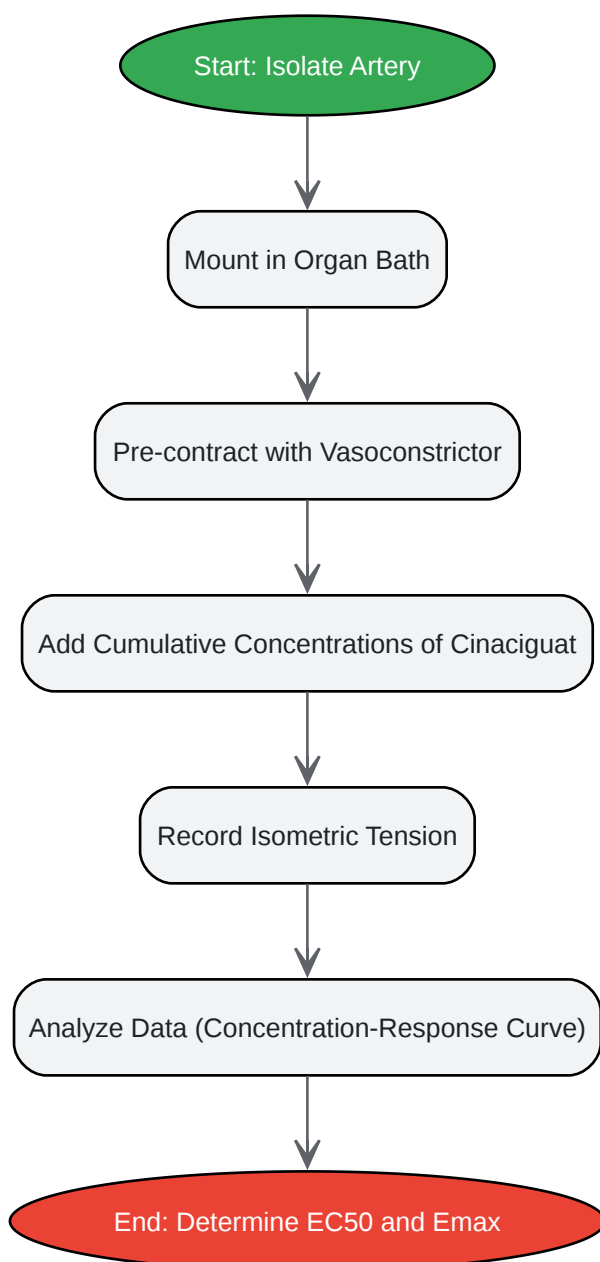 Start: Isolate Artery
Mount in Organ Bath
Pre-contract with Vasoconstrictor
Add Cumulative Concentrations of Cinaciguat
Record Isometric Tension
Analyze Data (Concentration-Response Curve)
End: Determine EC50 and Emax